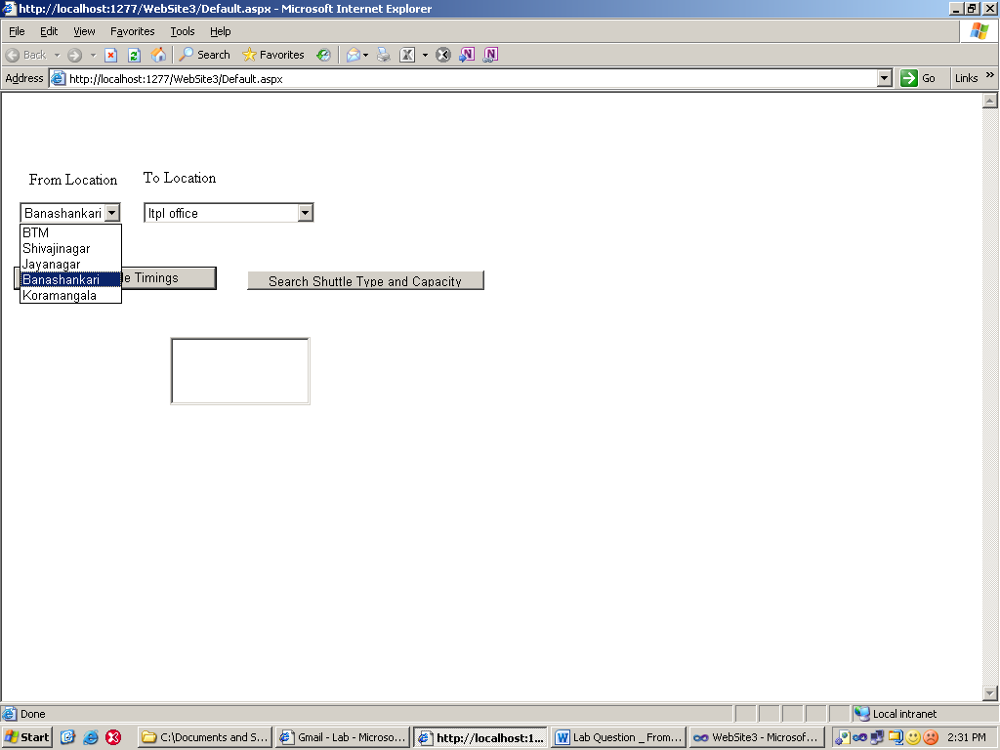 http://localhost:1277/WebSite3/Default.aspx - Microsoft Internet Explorer
File Edit View Favorites Tools Help
Back Search Favorites
Address http://localhost:1277/WebSite3/Default.aspx Go Links »
From Location To Location
Banashankari Itpl office
BTM
Shivajinagar
Jayanagar
Banashankari
Koramangala
Timings Search Shuttle Type and Capacity
Done Local intranet
Start C:\Documents and S... Gmail - Lab - Microso... http://localhost:1... Lab Question _ From... WebSite3 - Microsof... 2:31 PM